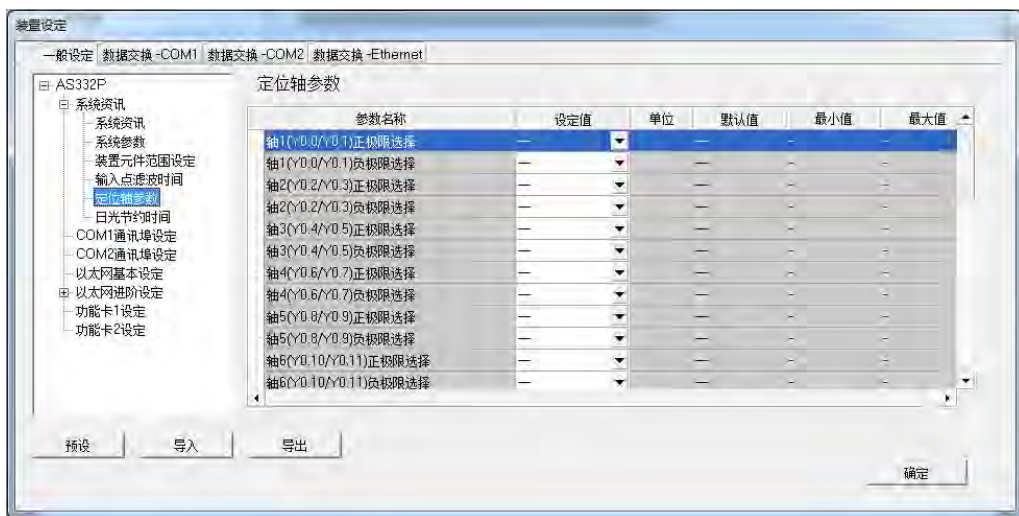 装置设定
一般设定 数据交换 -COM1 数据交换 -COM2 数据交换 -Ethernet
AS332P
系统资讯
系统资讯
系统参数
装置元件范围设定
输入点滤波时间
定位轴参数
日光节约时间
COM1通讯埠设定
COM2通讯埠设定
以太网基本设定
以太网进阶设定
功能卡1设定
功能卡2设定
定位轴参数
参数名称 设定值 单位 默认值 最小值 最大值
轴1(Y0.0/Y0.1)正极限选择 — — - -
轴1(Y0.0/Y0.1)负极限选择 — — - -
轴2(Y0.2/Y0.3)正极限选择 — — - -
轴2(Y0.2/Y0.3)负极限选择 — — - -
轴3(Y0.4/Y0.5)正极限选择 — — - -
轴3(Y0.4/Y0.5)负极限选择 — — - -
轴4(Y0.6/Y0.7)正极限选择 — — - -
轴4(Y0.6/Y0.7)负极限选择 — — - -
轴5(Y0.8/Y0.9)正极限选择 — — - -
轴5(Y0.8/Y0.9)负极限选择 — — - -
轴6(Y0.10/Y0.11)正极限选择 — — - -
轴6(Y0.10/Y0.11)负极限选择 — — - -
预设 导入 导出
确定